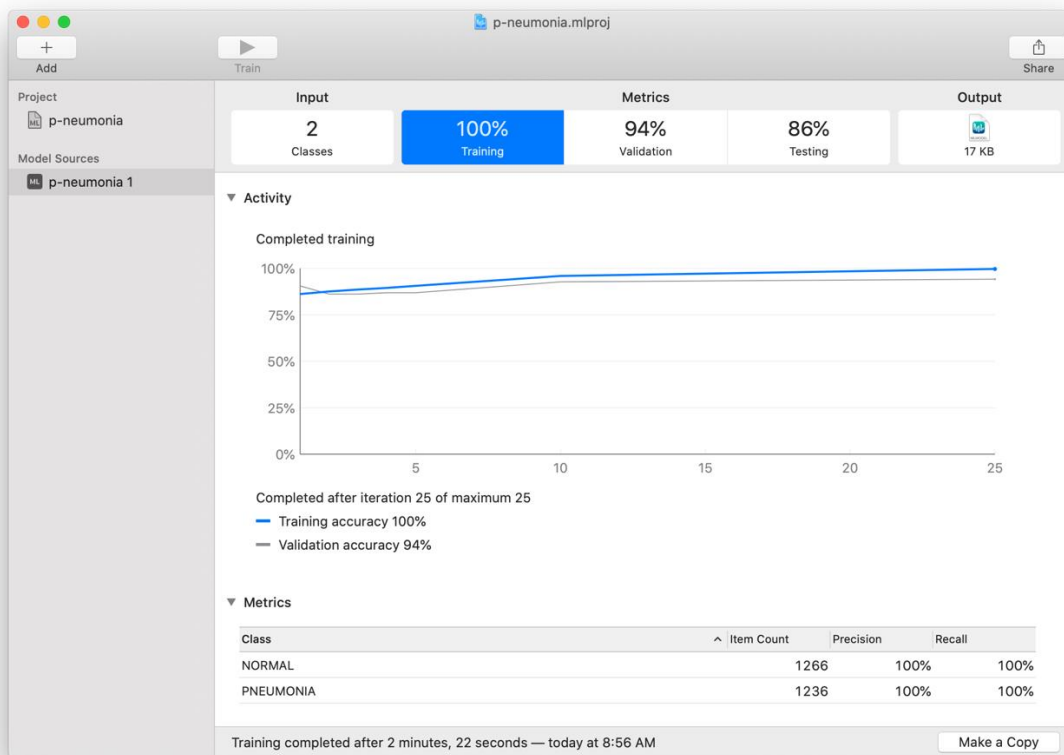 p-neumonia.mlproj
Add
Train
Share
Project
p-neumonia
Model Sources
ML p-neumonia 1
Input Metrics Output
2 100% 94% 86%
Classes Training Validation Testing 17 KB
Activity
Completed training
100%
75%
50%
25%
0%
5 10 15 20 25
Completed after iteration 25 of maximum 25
Training accuracy 100%
Validation accuracy 94%
Metrics
Class Item Count Precision Recall
NORMAL 1266 100% 100%
PNEUMONIA 1236 100% 100%
Training completed after 2 minutes, 22 seconds — today at 8:56 AM Make a Copy